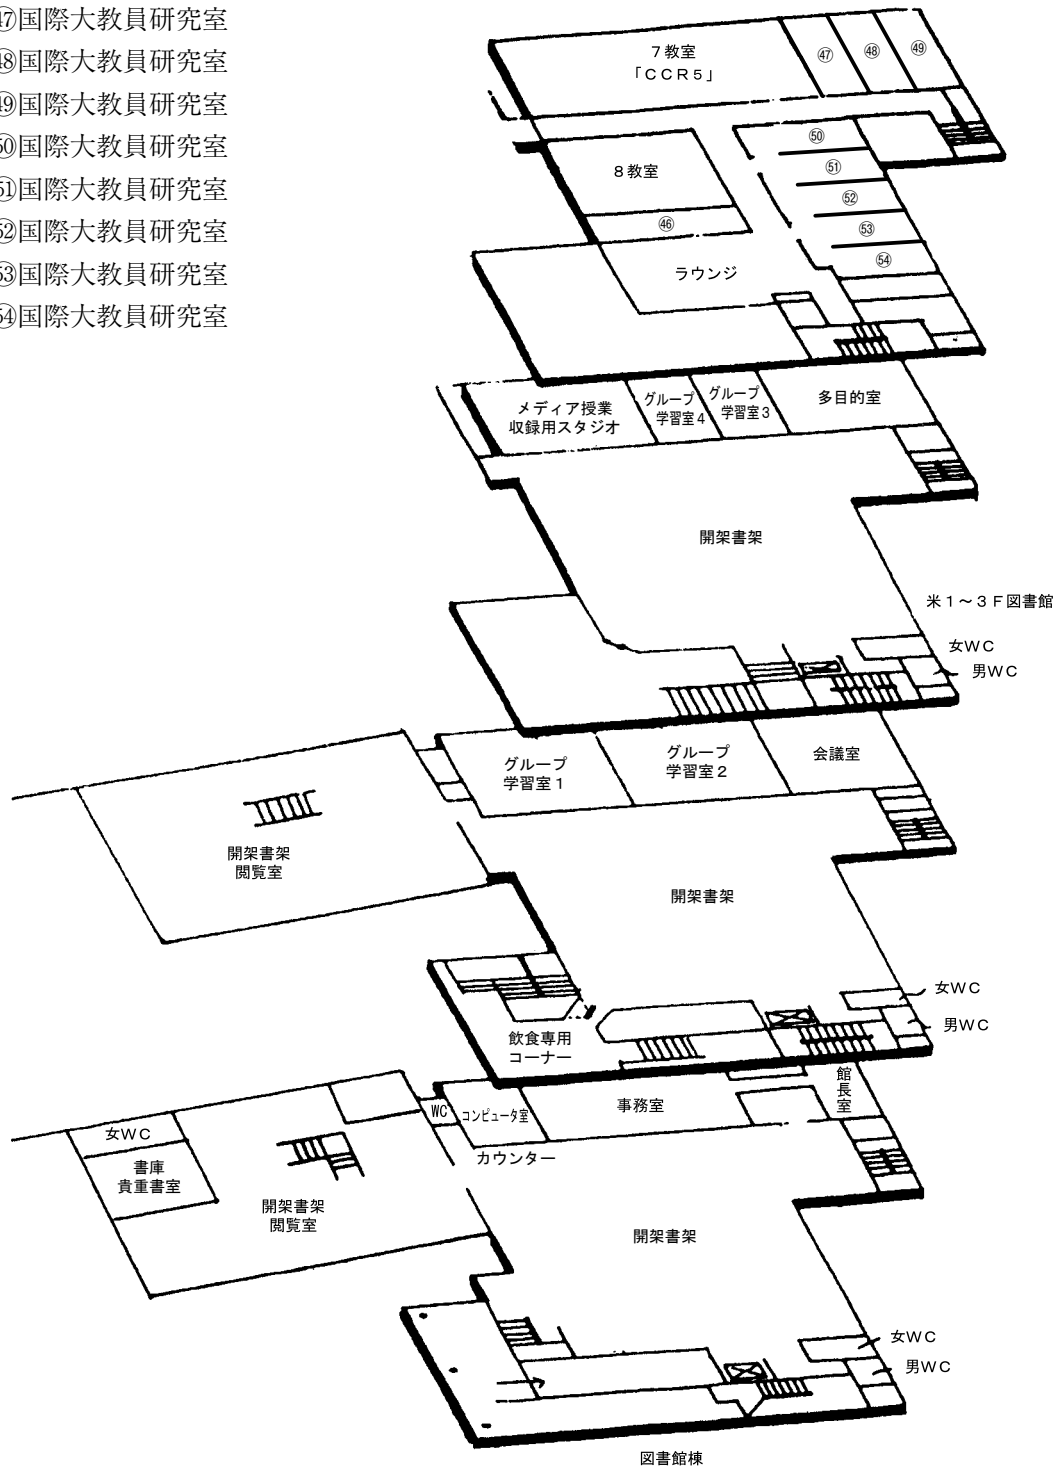 ㊼国際大教員研究室
㊽国際大教員研究室
㊾国際大教員研究室
㊿国際大教員研究室
51国際大教員研究室
52国際大教員研究室
53国際大教員研究室
54国際大教員研究室
7教室
「CCR5」
㊼
㊽
㊾
㊿
51
52
53
54
8教室
㊻
ラウンジ
メディア授業
収録用スタジオ
グループ
学習室4
グループ
学習室3
多目的室
開架書架
米1～3F図書館
女WC
男WC
グループ
学習室1
グループ
学習室2
会議室
開架書架
閲覧室
開架書架
女WC
男WC
飲食専用
コーナー
館長室
事務室
コンピュータ室
WC
カウンター
女WC
書庫
貴重書室
開架書架
閲覧室
開架書架
女WC
男WC
図書館棟